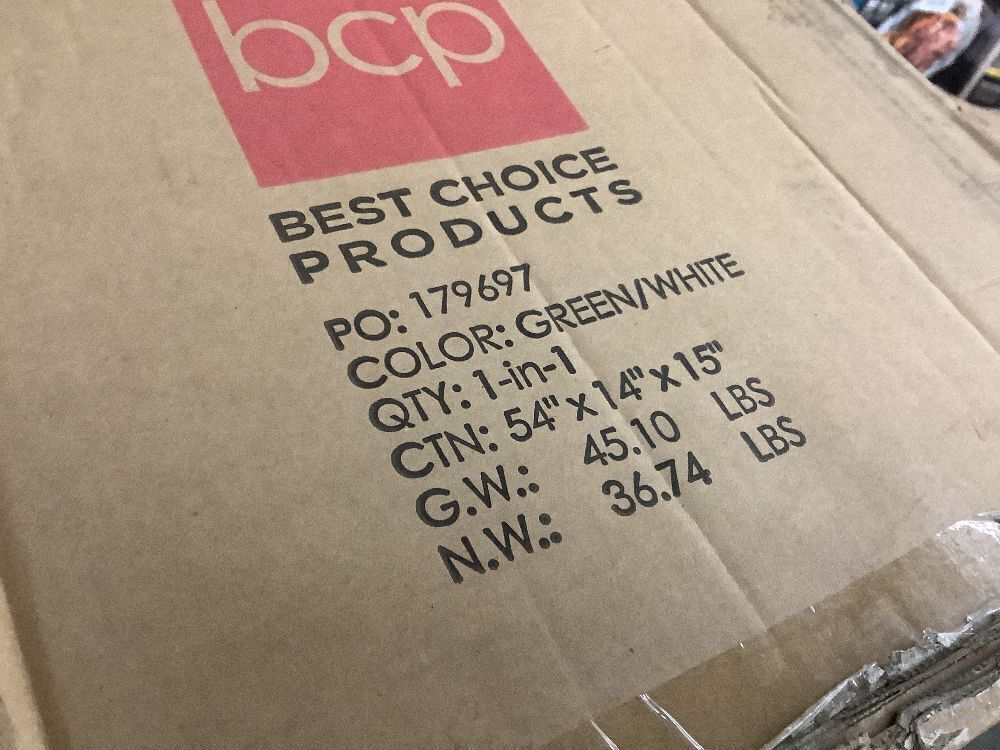 bcp
BEST CHOICE
PRODUCTS
PO: 179697
COLOR: GREEN/WHITE
QTY: 1-in-1
CTN: 54" x 14" x 15"
G.W.: 45.10 LBS
N.W.: 36.74 LBS